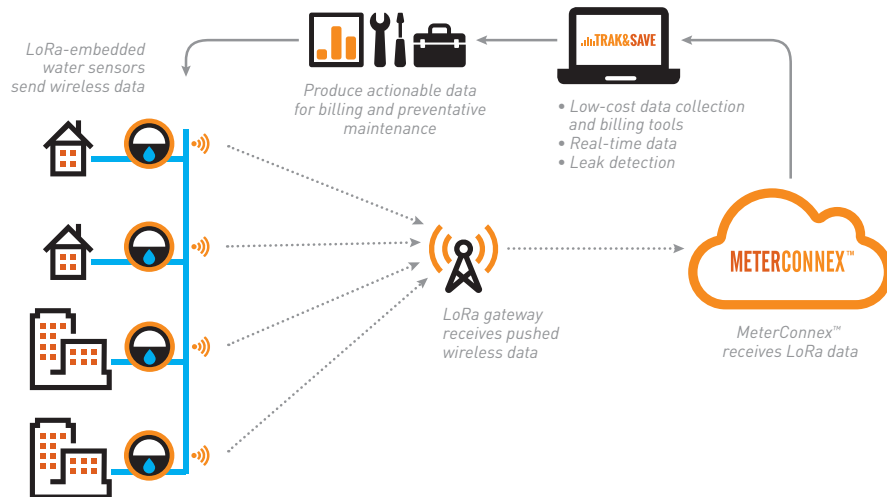 LoRa-embedded
water sensors
send wireless data
Produce actionable data
for billing and preventative
maintenance
TRAK&SAVE
• Low-cost data collection
and billing tools
• Real-time data
• Leak detection
LoRa gateway
receives pushed
wireless data
METERCONNEX™
MeterConnex™
receives LoRa data